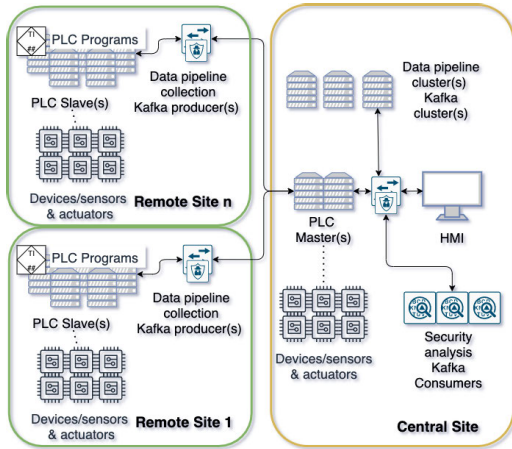 TI
##
PLC Programs
PLC Slave(s)
Data pipeline
collection
Kafka producer(s)
Devices/sensors
& actuators
Remote Site n
TI
##
PLC Programs
PLC Slave(s)
Data pipeline
collection
Kafka producer(s)
Devices/sensors
& actuators
Remote Site 1
Data pipeline
cluster(s)
Kafka
cluster(s)
PLC
Master(s)
HMI
Devices/sensors
& actuators
Security
analysis
Kafka
Consumers
Central Site